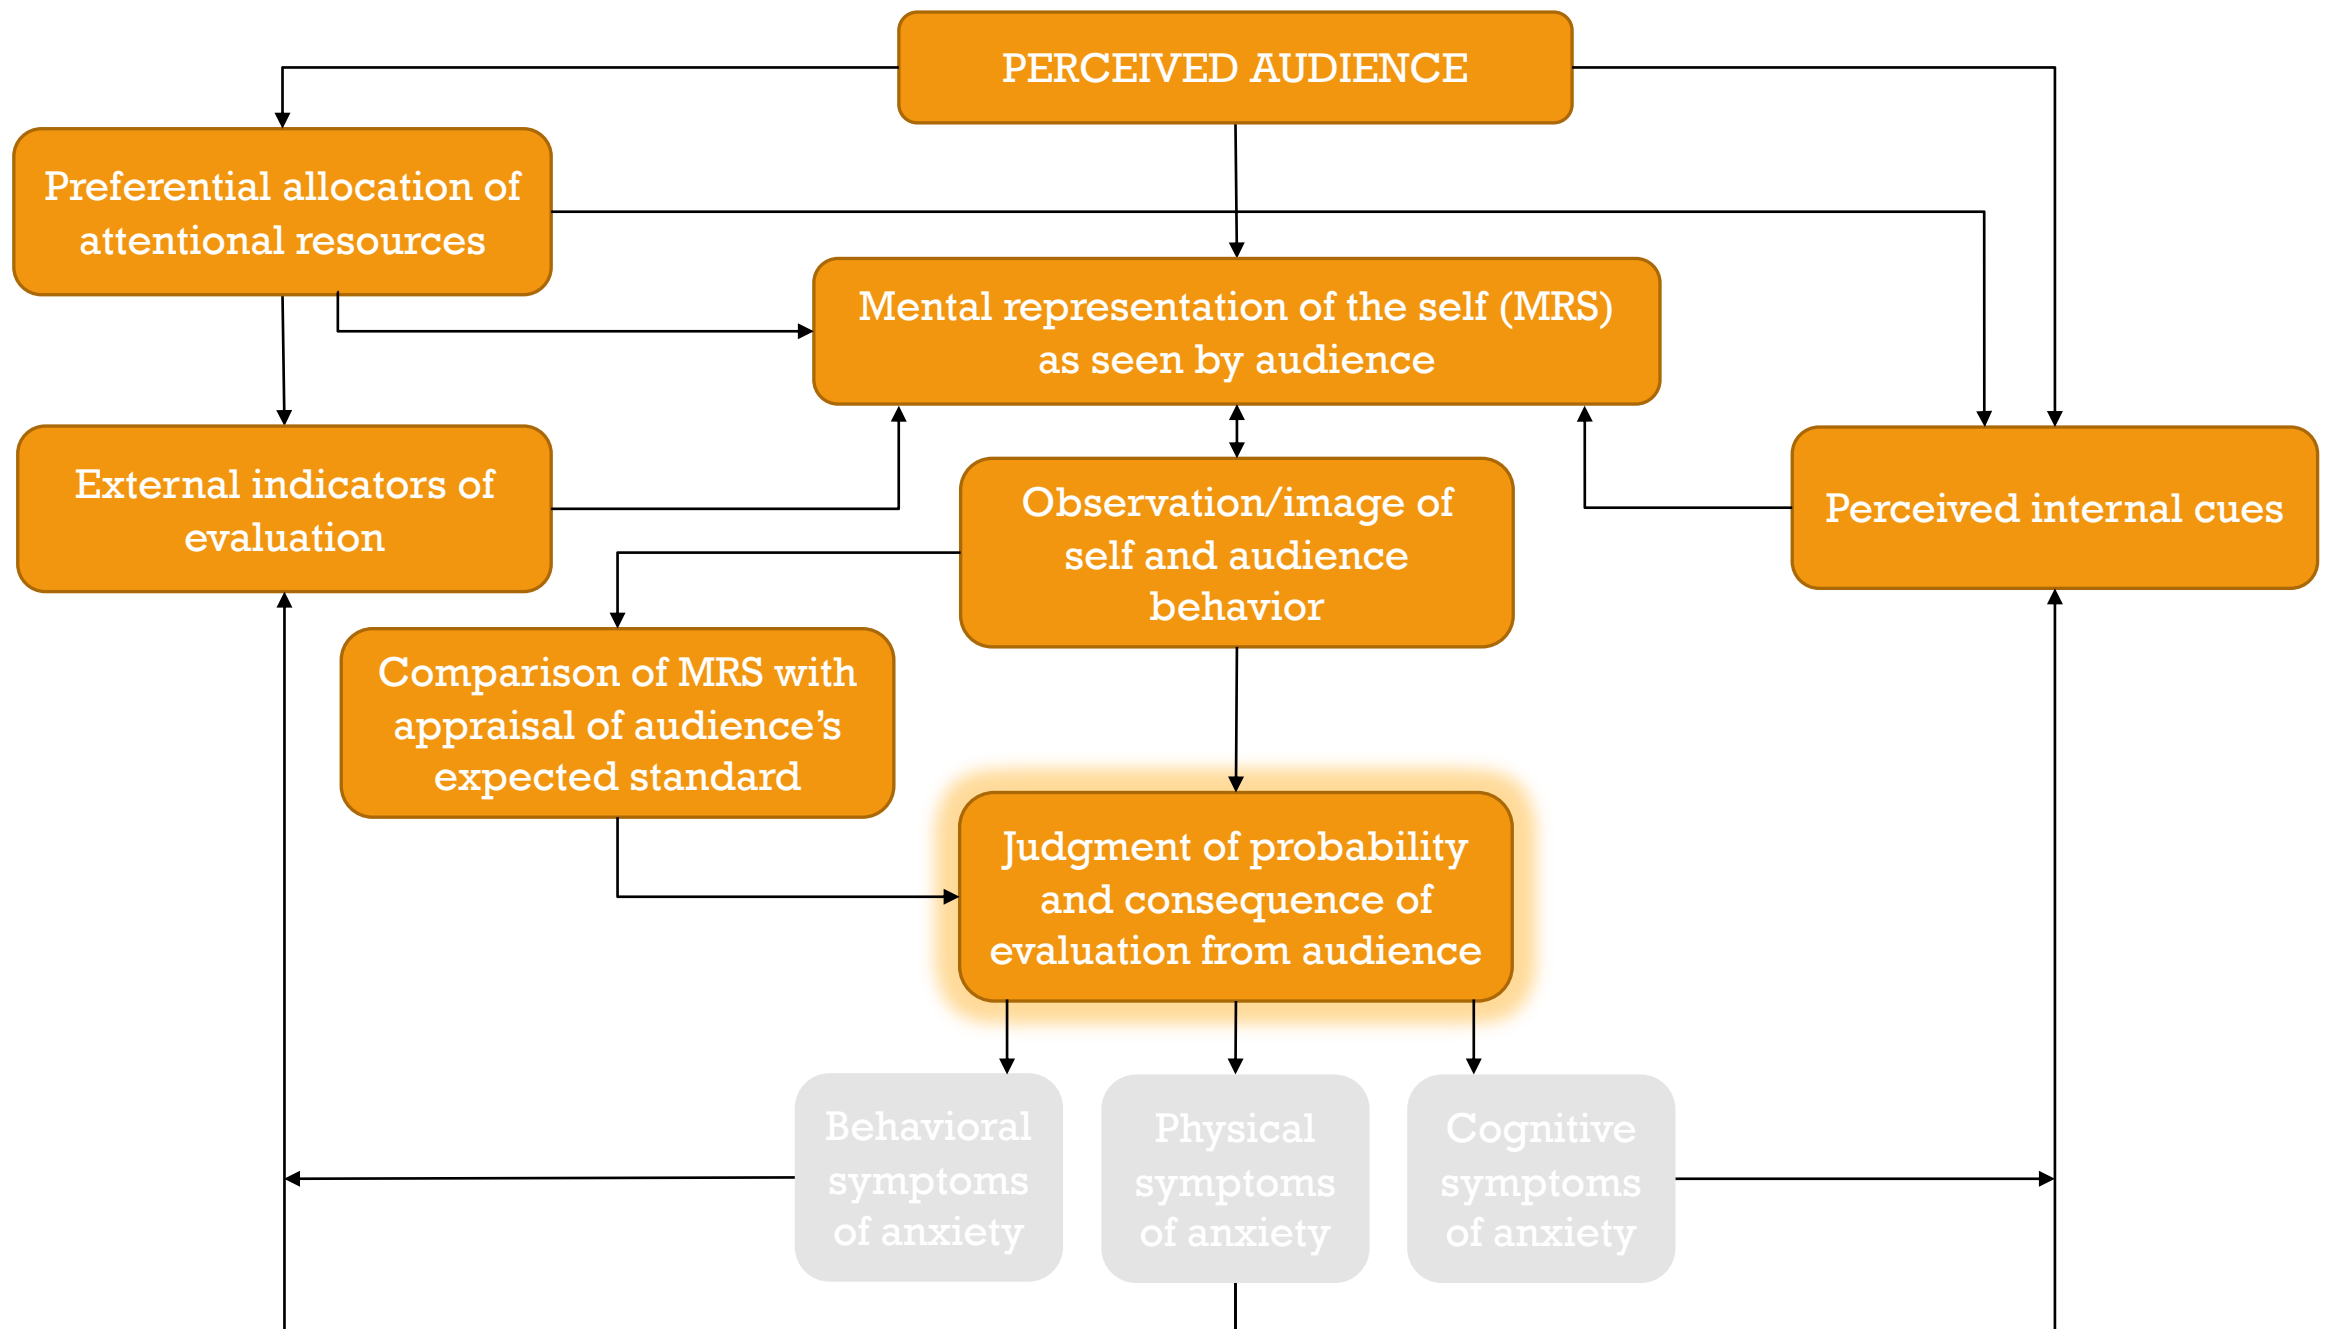 PERCEIVED AUDIENCE
Preferential allocation of
attentional resources
Mental representation of the self (MRS)
as seen by audience
External indicators of
evaluation
Observation/image of
self and audience
behavior
Perceived internal cues
Comparison of MRS with
appraisal of audience’s
expected standard
Judgment of probability
and consequence of
evaluation from audience
Behavioral
symptoms
of anxiety
Physical
symptoms
of anxiety
Cognitive
symptoms
of anxiety